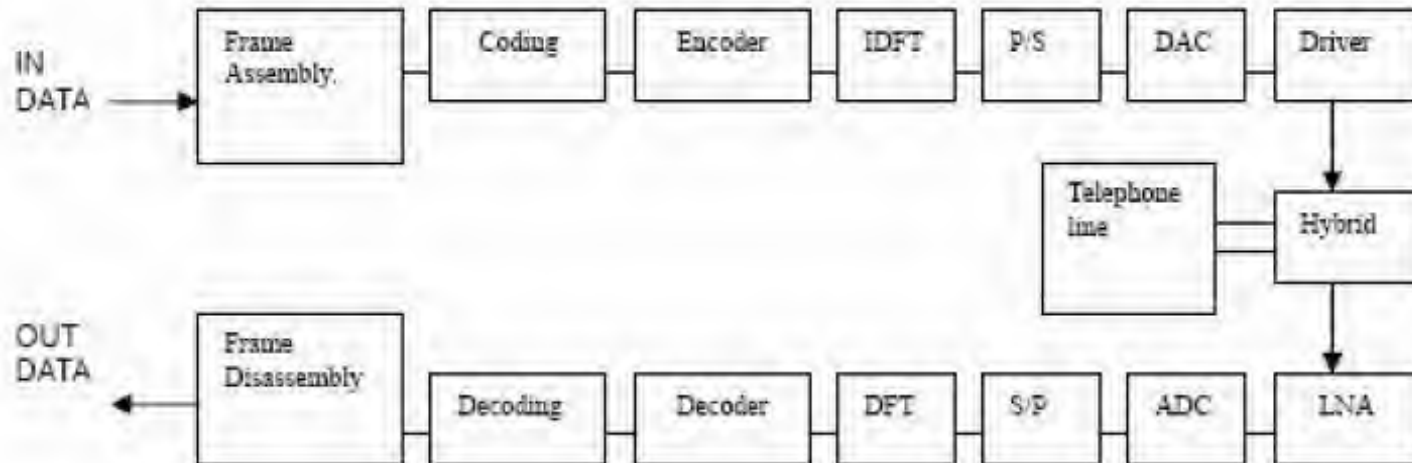 IN
DATA
Frame
Assembly.
Coding
Encoder
IDFT
P/S
DAC
Driver
Telephone
line
Hybrid
OUT
DATA
Frame
Disassembly
Decoding
Decoder
DFT
S/P
ADC
LNA